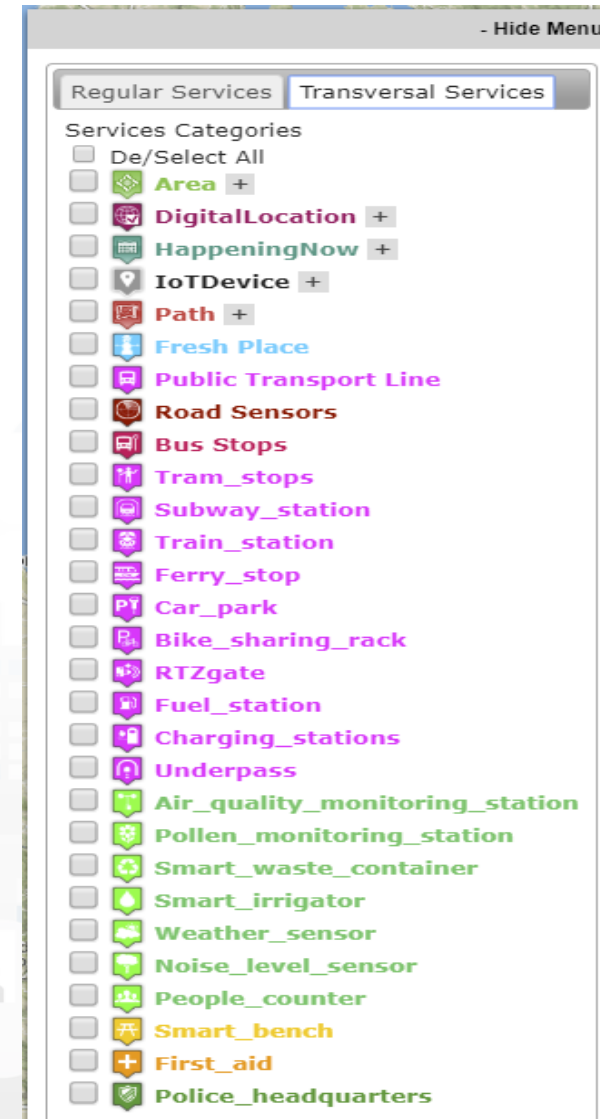 - Hide Menu
Regular Services Transversal Services
Services Categories
De/Select All
Area +
DigitalLocation +
HappeningNow +
IoTDevice +
Path +
Fresh Place
Public Transport Line
Road Sensors
Bus Stops
Tram_stops
Subway_station
Train_station
Ferry_stop
Car_park
Bike_sharing_rack
RTZgate
Fuel_station
Charging_stations
Underpass
Air_quality_monitoring_station
Pollen_monitoring_station
Smart_waste_container
Smart_irrigator
Weather_sensor
Noise_level_sensor
People_counter
Smart_bench
First_aid
Police_headquarters